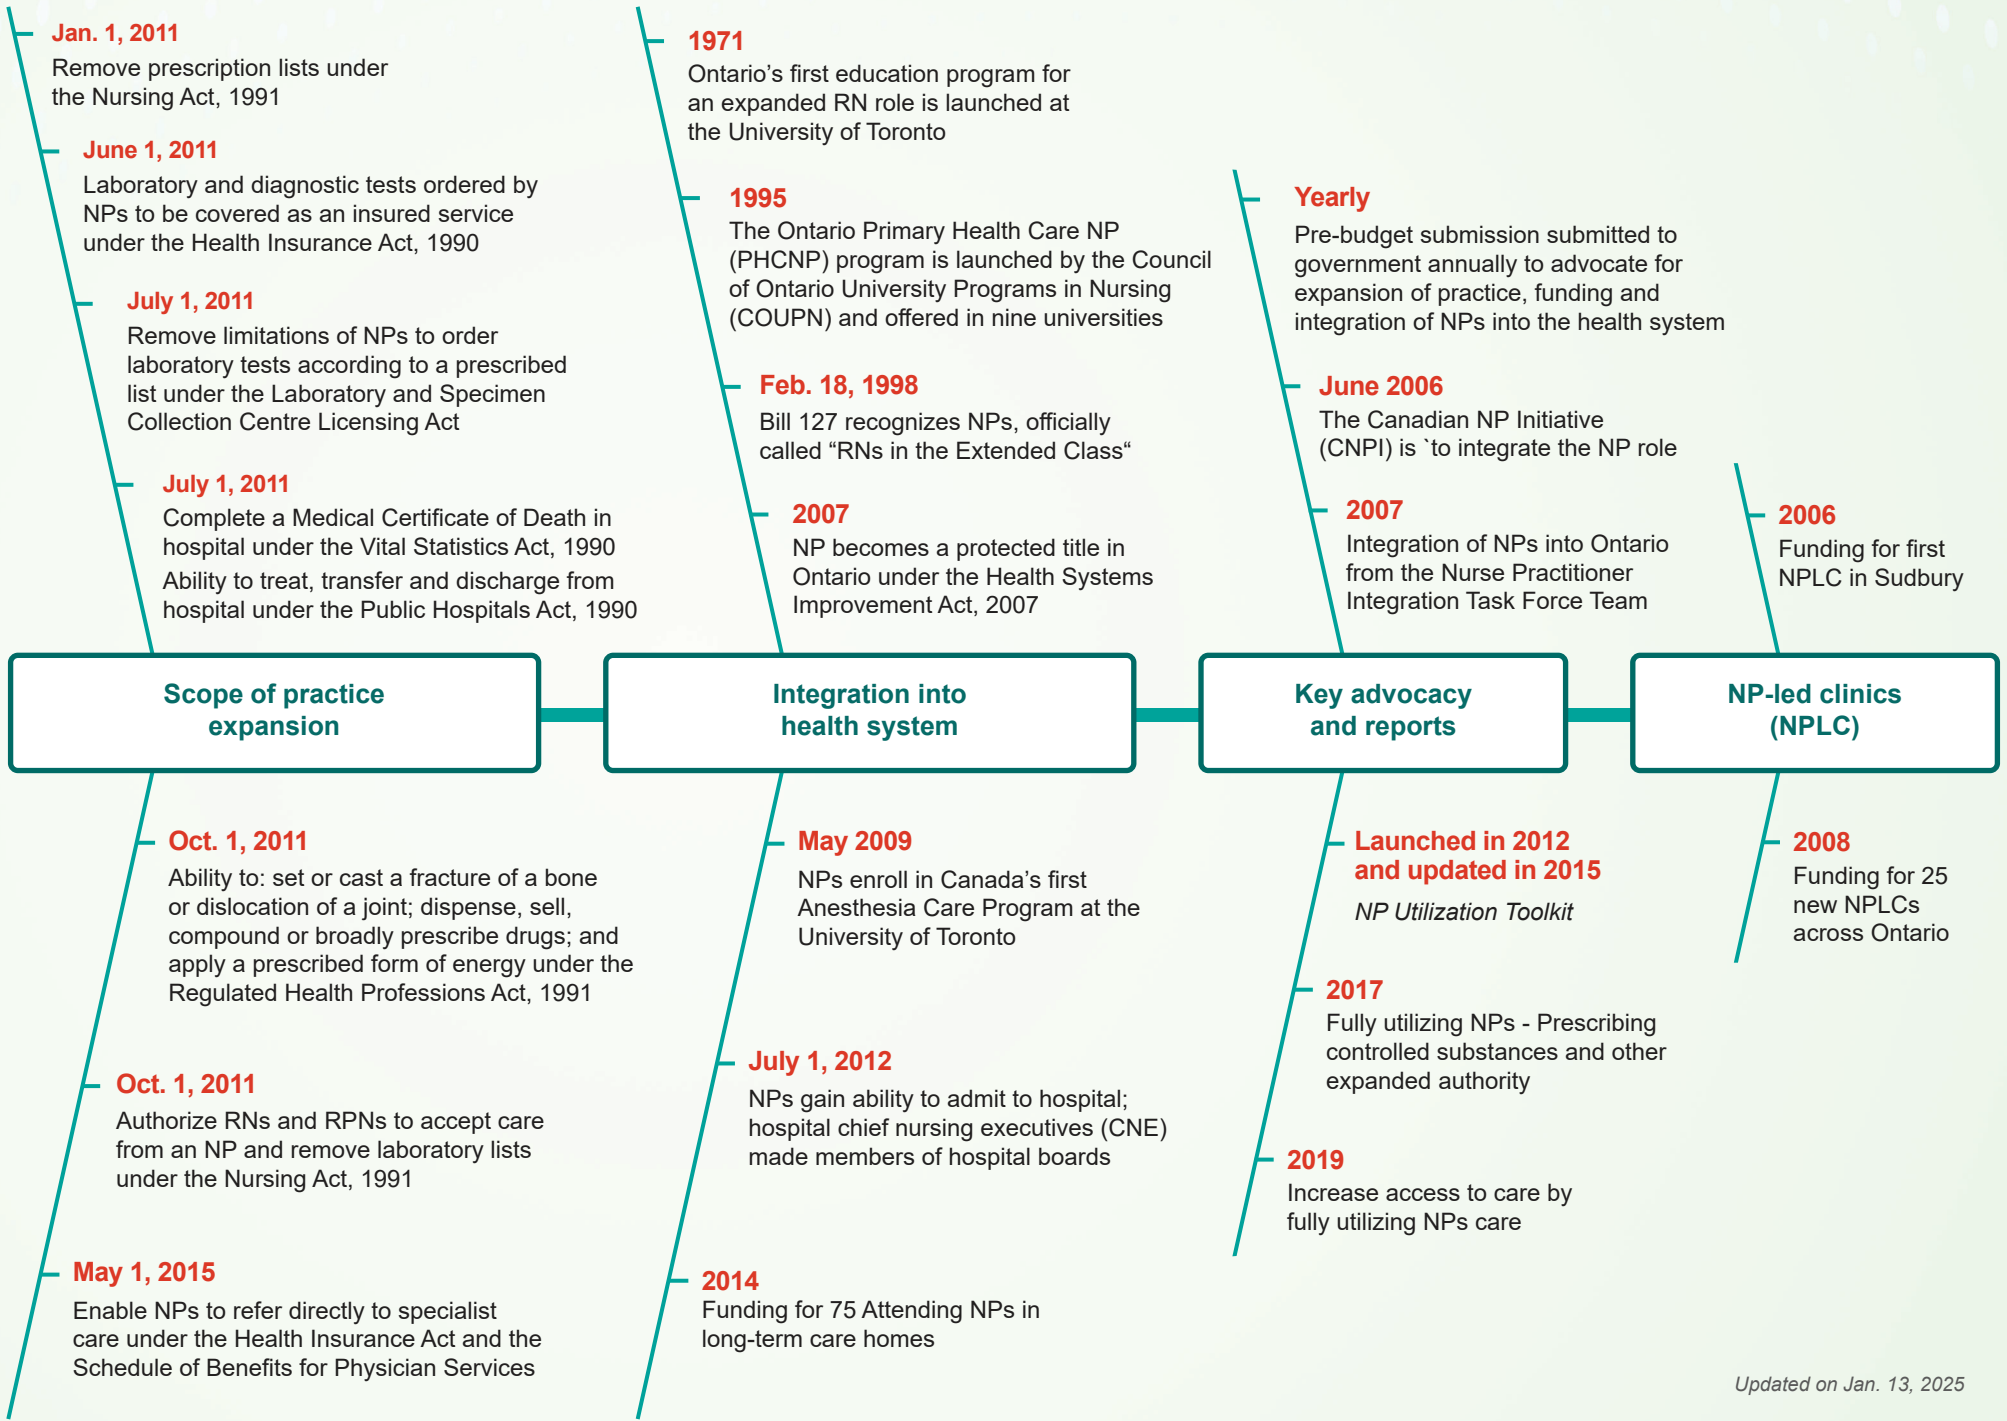 Jan. 1, 2011
Remove prescription lists under
the Nursing Act, 1991
June 1, 2011
Laboratory and diagnostic tests ordered by
NPs to be covered as an insured service
under the Health Insurance Act, 1990
July 1, 2011
Remove limitations of NPs to order
laboratory tests according to a prescribed
list under the Laboratory and Specimen
Collection Centre Licensing Act
July 1, 2011
Complete a Medical Certificate of Death in
hospital under the Vital Statistics Act, 1990
Ability to treat, transfer and discharge from
hospital under the Public Hospitals Act, 1990
Scope of practice
expansion
Oct. 1, 2011
Ability to: set or cast a fracture of a bone
or dislocation of a joint; dispense, sell,
compound or broadly prescribe drugs; and
apply a prescribed form of energy under the
Regulated Health Professions Act, 1991
Oct. 1, 2011
Authorize RNs and RPNs to accept care
from an NP and remove laboratory lists
under the Nursing Act, 1991
May 1, 2015
Enable NPs to refer directly to specialist
care under the Health Insurance Act and the
Schedule of Benefits for Physician Services
1971
Ontario's first education program for
an expanded RN role is launched at
the University of Toronto
1995
The Ontario Primary Health Care NP
(PHCNP) program is launched by the Council
of Ontario University Programs in Nursing
(COUPN) and offered in nine universities
Feb. 18, 1998
Bill 127 recognizes NPs, officially
called “RNs in the Extended Class“
2007
NP becomes a protected title in
Ontario under the Health Systems
Improvement Act, 2007
Integration into
health system
May 2009
NPs enroll in Canada’s first
Anesthesia Care Program at the
University of Toronto
July 1, 2012
NPs gain ability to admit to hospital;
hospital chief nursing executives (CNE)
made members of hospital boards
2014
Funding for 75 Attending NPs in
long-term care homes
Yearly
Pre-budget submission submitted to
government annually to advocate for
expansion of practice, funding and
integration of NPs into the health system
June 2006
The Canadian NP Initiative
(CNPI) is `to integrate the NP role
2007
Integration of NPs into Ontario
from the Nurse Practitioner
Integration Task Force Team
Key advocacy
and reports
Launched in 2012
and updated in 2015
NP Utilization Toolkit
2017
Fully utilizing NPs - Prescribing
controlled substances and other
expanded authority
2019
Increase access to care by
fully utilizing NPs care
2006
Funding for first
NPLC in Sudbury
NP-led clinics
(NPLC)
2008
Funding for 25
new NPLCs
across Ontario
Updated on Jan. 13, 2025